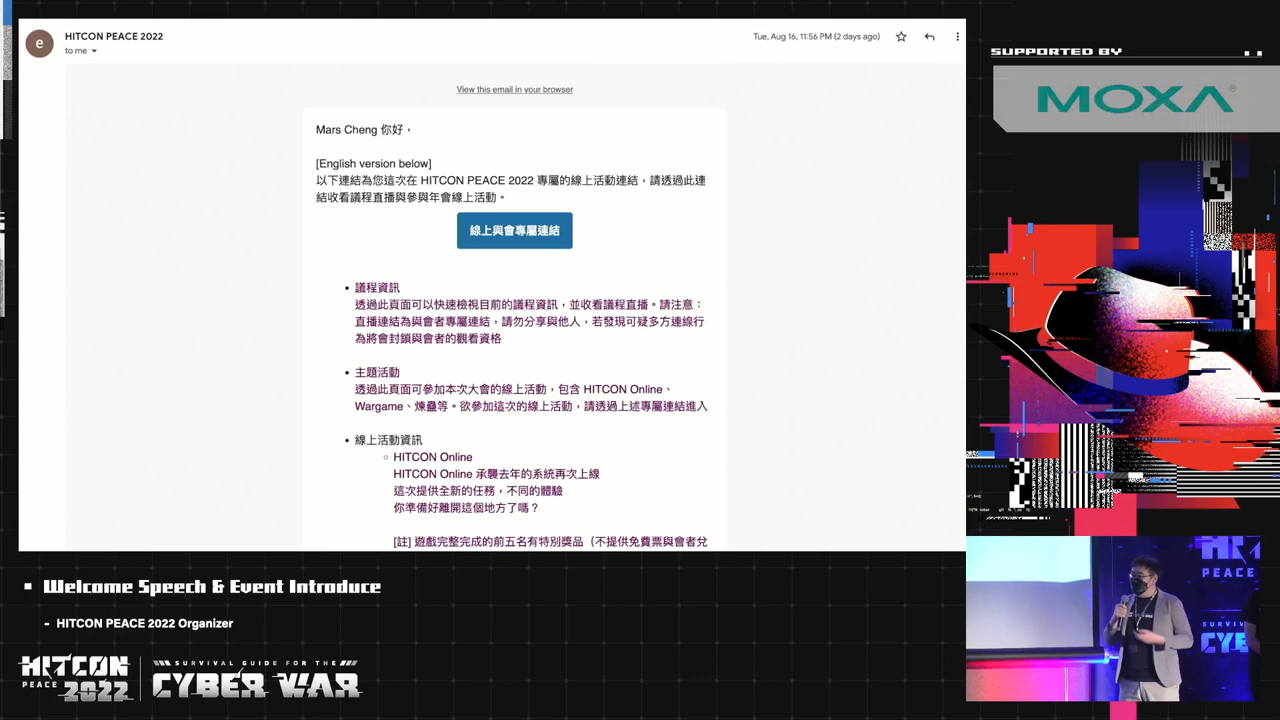 e
HITCON PEACE 2022
to me
Tue, Aug 16, 11:56 PM (2 days ago)
View this email in your browser
Mars Cheng 你好，
[English version below]
以下連結為您這次在 HITCON PEACE 2022 專屬的線上活動連結，請透過此連
結收看議程直播與參與年會線上活動。
線上與會專屬連結
• 議程資訊
透過此頁面可以快速檢視目前的議程資訊，並收看議程直播。請注意：
直播連結為與會者專屬連結，請勿分享與他人，若發現可疑多方連線行
為將會封鎖與會者的觀看資格
• 主題活動
透過此頁面可參加本次大會的線上活動，包含 HITCON Online、
Wargame、煉蠱等。欲參加這次的線上活動，請透過上述專屬連結進入
• 線上活動資訊
○ HITCON Online
HITCON Online 承襲去年的系統再次上線
這次提供全新的任務，不同的體驗
你準備好離開這個地方了嗎？
[註] 遊戲完整完成的前五名有特別獎品（不提供免費票與會者兌
SUPPORTED BY
MOXA®
Welcome Speech & Event Introduce
- HITCON PEACE 2022 Organizer
HITCON
PEACE 2022
SURVIVAL GUIDE FOR THE
CYBER WAR
PEACE